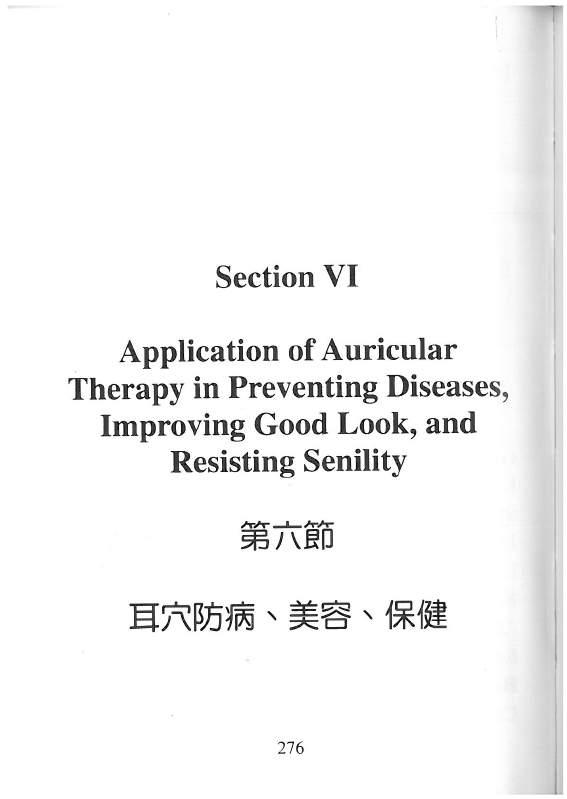 Section VI
Application of Auricular
Therapy in Preventing Diseases,
Improving Good Look, and
Resisting Senility
第六節
耳穴防病、美容、保健
276